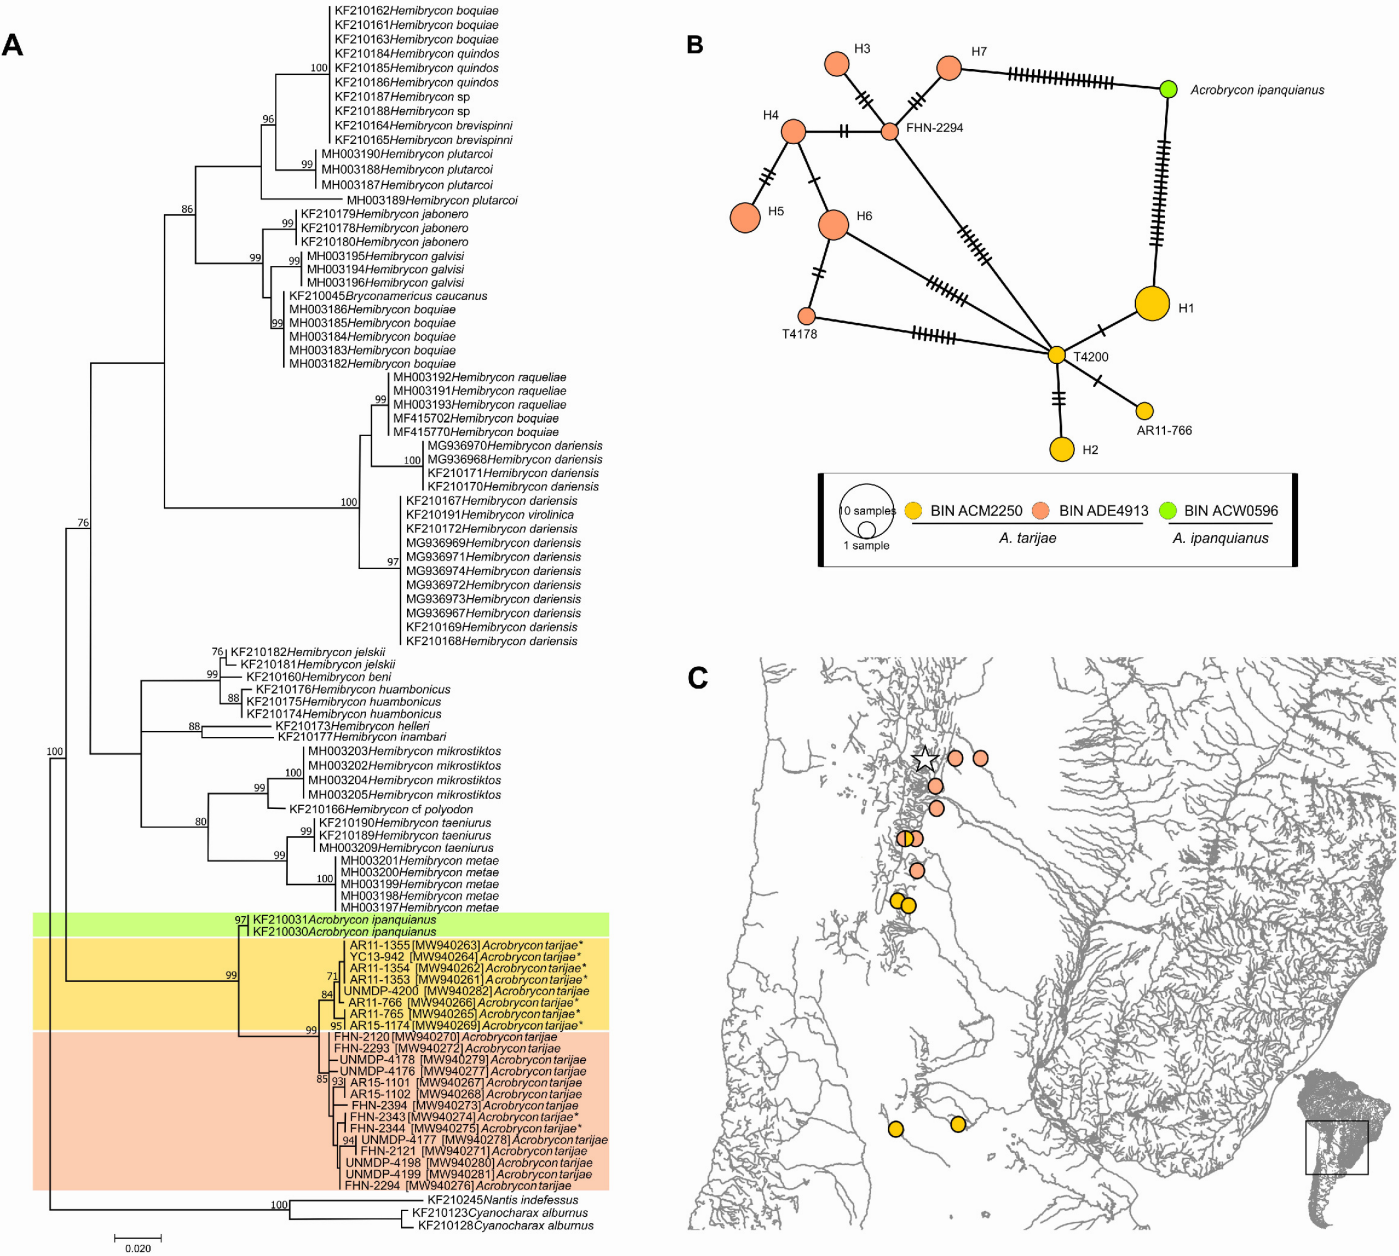 A
KF210162Hemibrycon boquiae
KF210161Hemibrycon boquiae
KF210163Hemibrycon boquiae
KF210184Hemibrycon quindos
KF210185Hemibrycon quindos
100
KF210186Hemibrycon quindos
KF210187Hemibrycon sp
KF210188Hemibrycon sp
96
KF210164Hemibrycon brevispinni
KF210165Hemibrycon brevispinni
MH003190Hemibrycon plutarcoi
99
MH003188Hemibrycon plutarcoi
MH003187Hemibrycon plutarcoi
MH003189Hemibrycon plutarcoi
86
KF210179Hemibrycon jabonero
99
KF210178Hemibrycon jabonero
KF210180Hemibrycon jabonero
99
MH003195Hemibrycon galvisi
99
MH003194Hemibrycon galvisi
MH003196Hemibrycon galvisi
KF210045Bryconamericus caucanus
MH003186Hemibrycon boquiae
99
MH003185Hemibrycon boquiae
MH003184Hemibrycon boquiae
MH003183Hemibrycon boquiae
MH003182Hemibrycon boquiae
MH003192Hemibrycon raqueliae
MH003191Hemibrycon raqueliae
99
MH003193Hemibrycon raqueliae
MF415702Hemibrycon boquiae
MF415770Hemibrycon boquiae
MG936970Hemibrycon dariensis
100
MG936968Hemibrycon dariensis
KF210171Hemibrycon dariensis
KF210170Hemibrycon dariensis
100
KF210167Hemibrycon dariensis
KF210191Hemibrycon virolinica
76
KF210172Hemibrycon dariensis
MG936969Hemibrycon dariensis
MG936971Hemibrycon dariensis
97
MG936974Hemibrycon dariensis
MG936972Hemibrycon dariensis
MG936973Hemibrycon dariensis
MG936967Hemibrycon dariensis
KF210169Hemibrycon dariensis
KF210168Hemibrycon dariensis
76
KF210182Hemibrycon jelskii
KF210181Hemibrycon jelskii
99
KF210160Hemibrycon beni
KF210176Hemibrycon huambonicus
88
KF210175Hemibrycon huambonicus
KF210174Hemibrycon huambonicus
88
KF210173Hemibrycon helleri
KF210177Hemibrycon inambari
100
MH003203Hemibrycon mikrostiktos
MH003202Hemibrycon mikrostiktos
100
MH003204Hemibrycon mikrostiktos
99
MH003205Hemibrycon mikrostiktos
KF210166Hemibrycon cf polyodon
80
KF210190Hemibrycon taeniurus
99
KF210189Hemibrycon taeniurus
MH003209Hemibrycon taeniurus
99
MH003201Hemibrycon metae
MH003200Hemibrycon metae
100
MH003199Hemibrycon metae
MH003198Hemibrycon metae
MH003197Hemibrycon metae
97
KF210031Acrobrycon ipanquianus
KF210030Acrobrycon ipanquianus
AR11-1355 [MW940263] Acrobrycon tarijae*
YC13-942 [MW940264] Acrobrycon tarijae*
AR11-1354 [MW940262] Acrobrycon tarijae*
99
71
AR11-1353 [MW940261] Acrobrycon tarijae*
UNMDP-4200 [MW940282] Acrobrycon tarijae
84
AR11-766 [MW940266] Acrobrycon tarijae*
AR11-765 [MW940265] Acrobrycon tarijae*
99
95
AR15-1174 [MW940269] Acrobrycon tarijae*
FHN-2120 [MW940270] Acrobrycon tarijae
FHN-2293 [MW940272] Acrobrycon tarijae
UNMDP-4178 [MW940279] Acrobrycon tarijae
UNMDP-4176 [MW940277] Acrobrycon tarijae
85
93
AR15-1101 [MW940267] Acrobrycon tarijae
AR15-1102 [MW940268] Acrobrycon tarijae
FHN-2394 [MW940273] Acrobrycon tarijae
FHN-2343 [MW940274] Acrobrycon tarijae*
FHN-2344 [MW940275] Acrobrycon tarijae*
94
UNMDP-4177 [MW940278] Acrobrycon tarijae
FHN-2121 [MW940271] Acrobrycon tarijae
UNMDP-4198 [MW940280] Acrobrycon tarijae
UNMDP-4199 [MW940281] Acrobrycon tarijae
FHN-2294 [MW940276] Acrobrycon tarijae
100
KF210245Nantis indefessus
KF210123Cyanocharax alburnus
KF210128Cyanocharax alburnus
0.020
B
H3
H7
Acrobrycon ipanquianus
H4
FHN-2294
H5
H6
H1
T4178
T4200
AR11-766
H2
10 samples
1 sample
BIN ACM2250
BIN ADE4913
BIN ACW0596
A. tarijae
A. ipanquianus
C